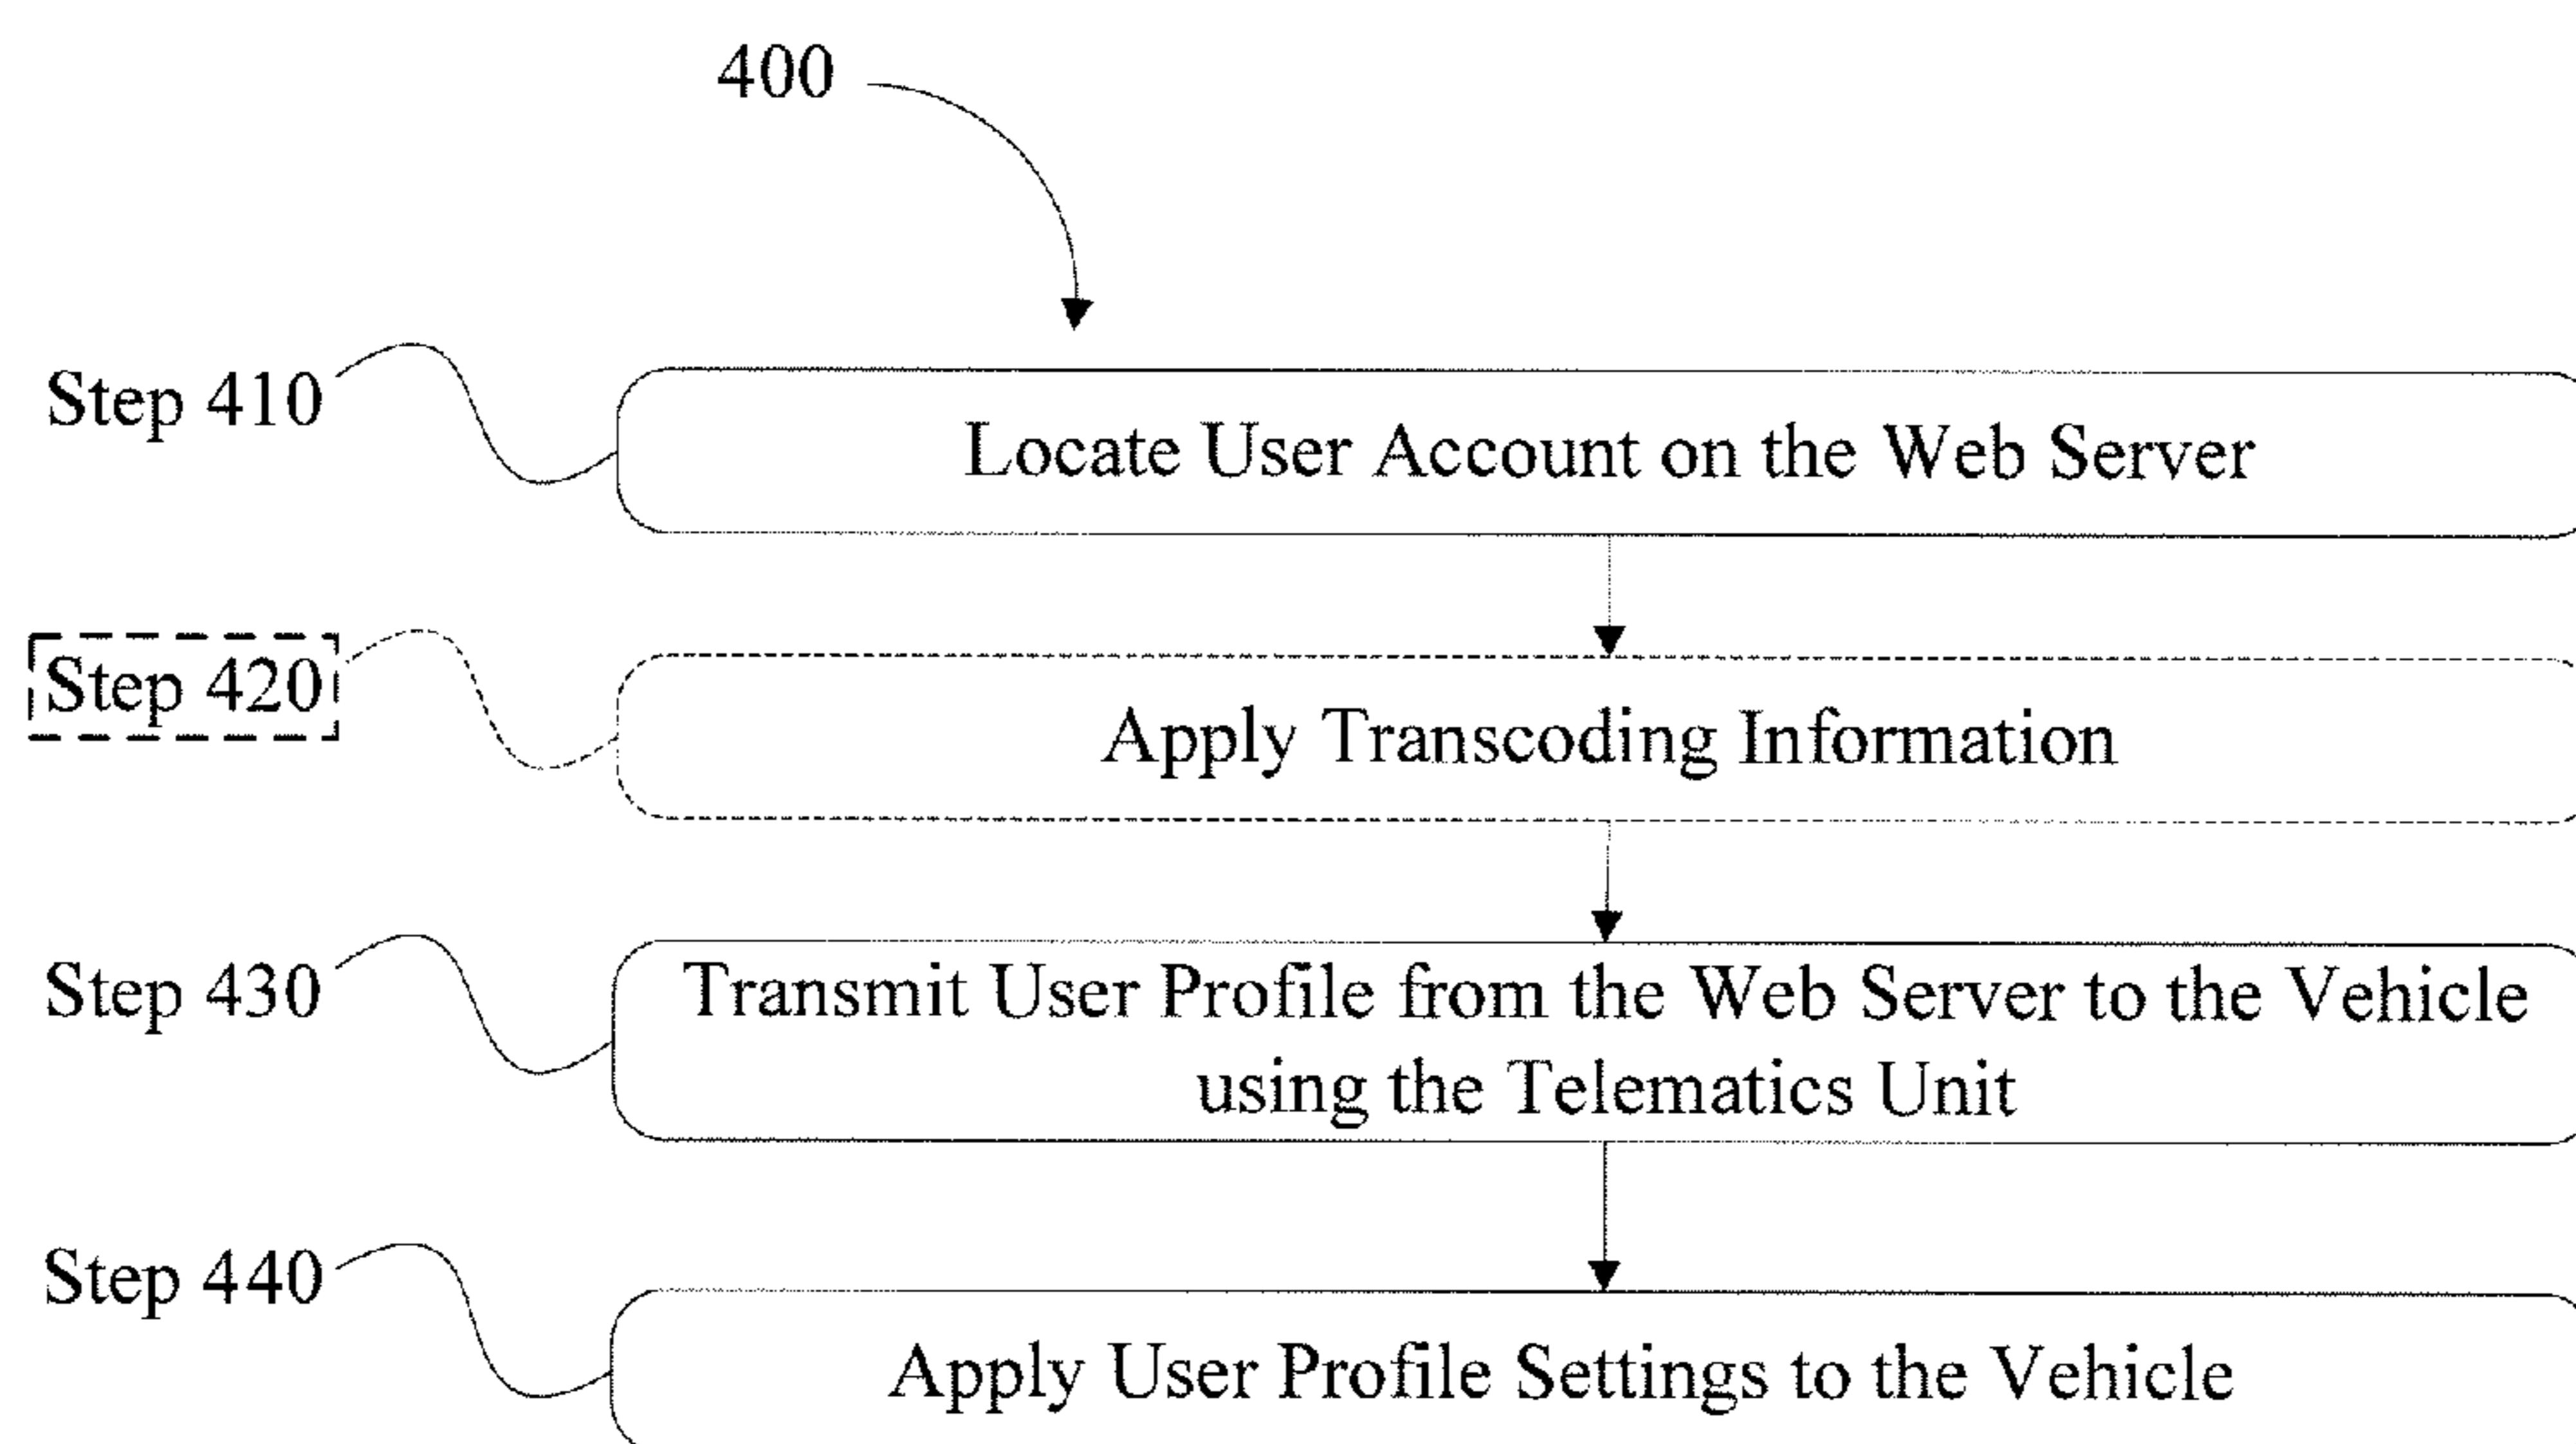 400
Step 410
Locate User Account on the Web Server
Step 420
Apply Transcoding Information
Step 430
Transmit User Profile from the Web Server to the Vehicle
using the Telematics Unit
Step 440
Apply User Profile Settings to the Vehicle